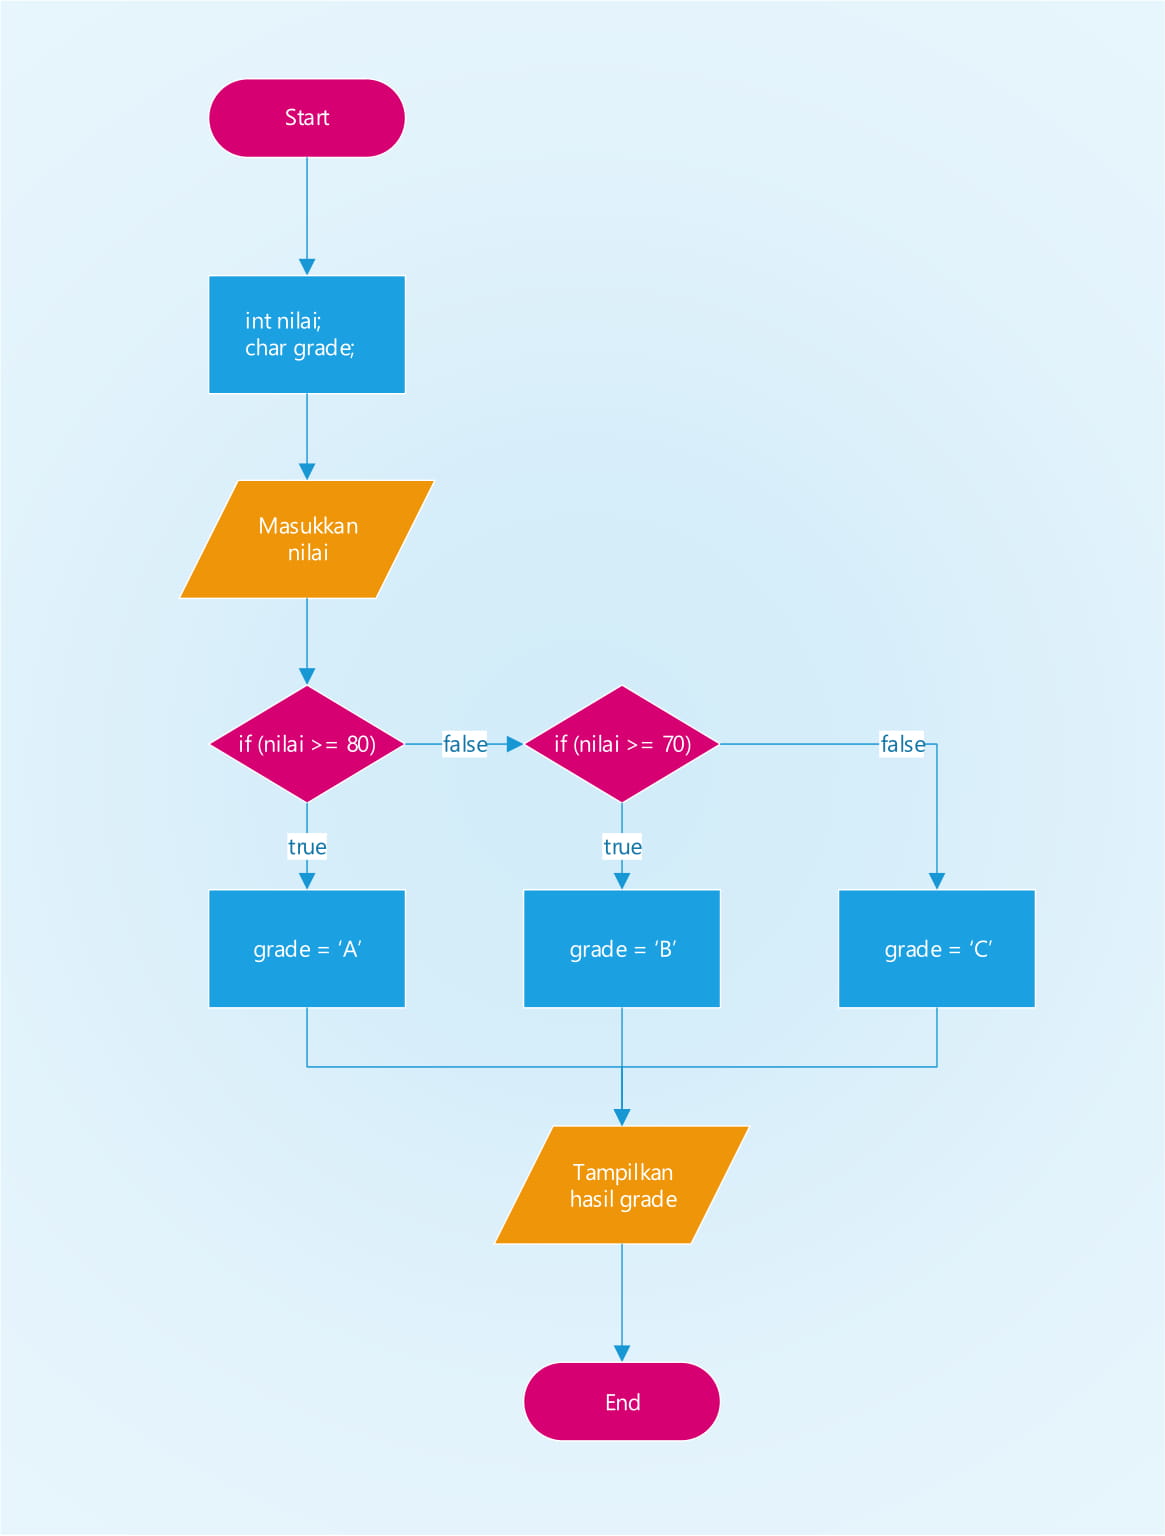 Start
int nilai;
char grade;
Masukkan
nilai
if (nilai >= 80)
false
if (nilai >= 70)
false
true
true
grade = ‘A’
grade = ‘B’
grade = ‘C’
Tampilkan
hasil grade
End